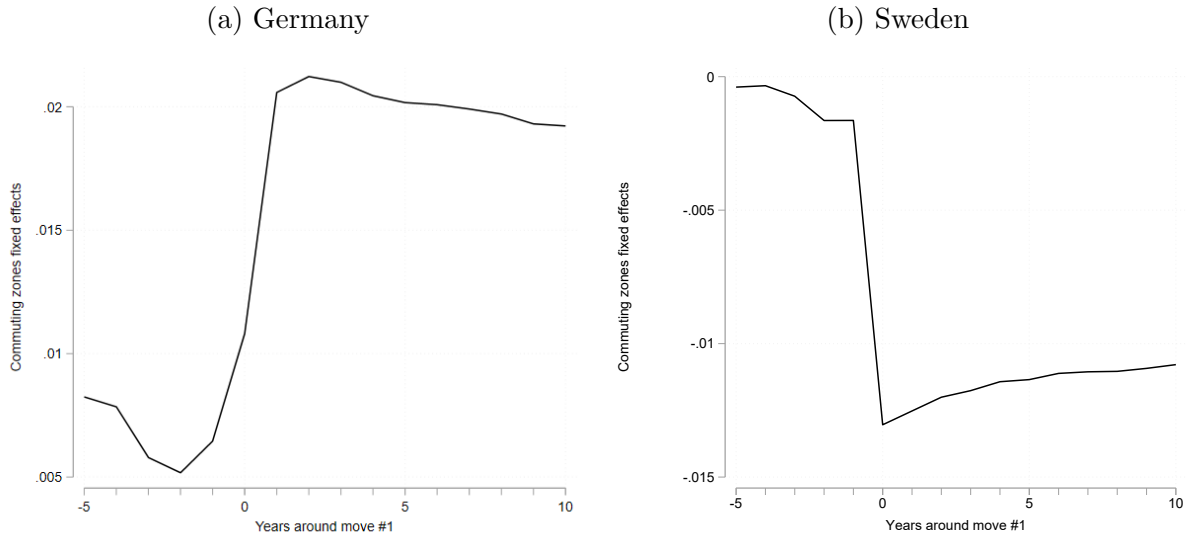 (a) Germany
.02
.015
.01
.005
Commuting zones fixed effects
-5
0
5
10
Years around move #1
(b) Sweden
0
-.005
-.01
-.015
Commuting zones fixed effects
-5
0
5
10
Years around move #1